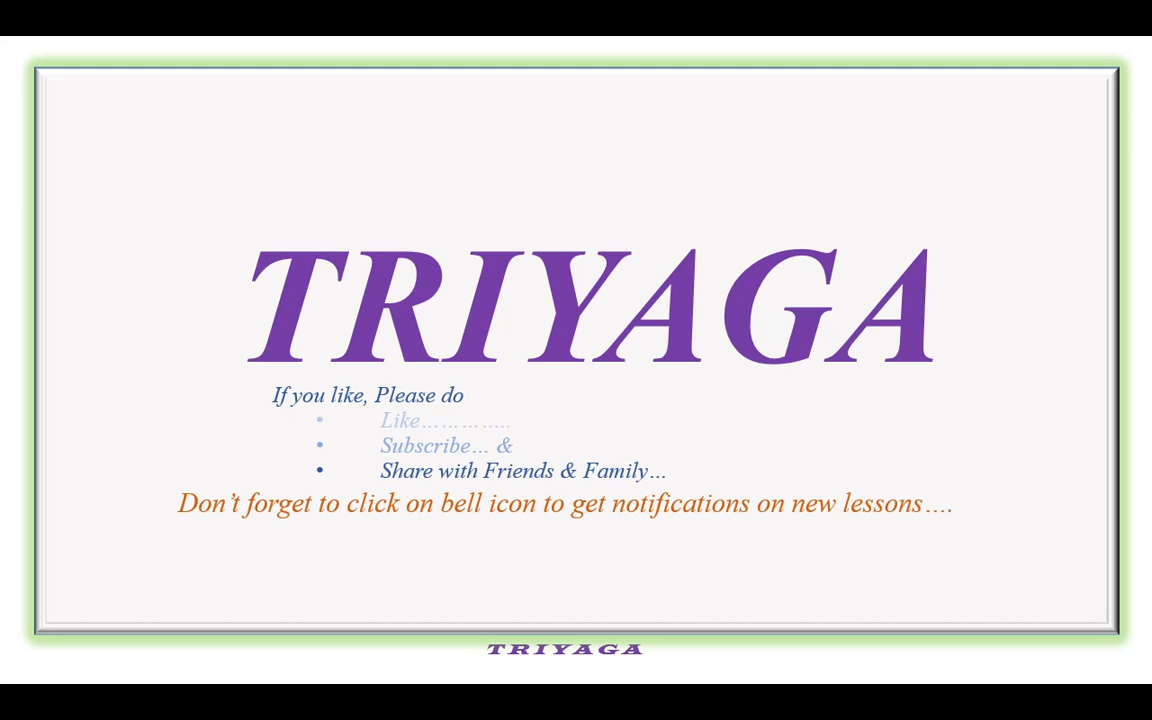 TRIYAGA
If you like, Please do
• Like…………..
• Subscribe… &
• Share with Friends & Family…
Don’t forget to click on bell icon to get notifications on new lessons….
TRIYAGA